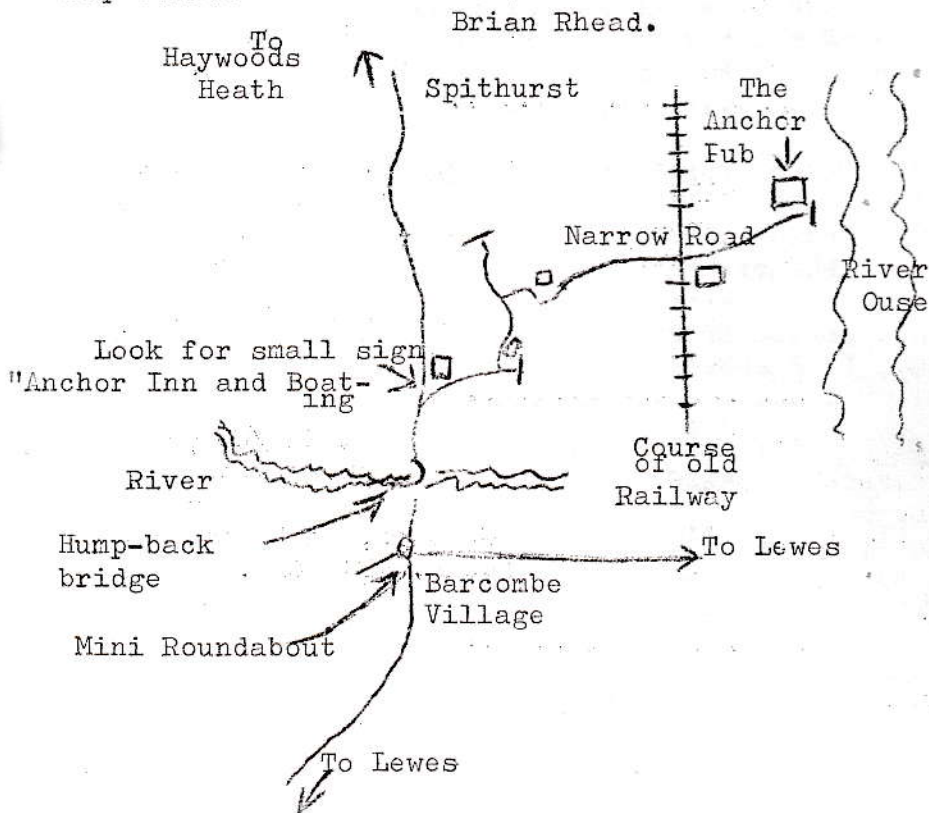 Brian Rhead.
To
Haywoods
Heath
Spithurst
The
Anchor
Pub
Narrow Road
River
Ouse
Look for small sign
"Anchor Inn and Boat-
ing
Course
of old
Railway
River
Hump-back
bridge
To Lewes
Barcombe
Village
Mini Roundabout
To Lewes